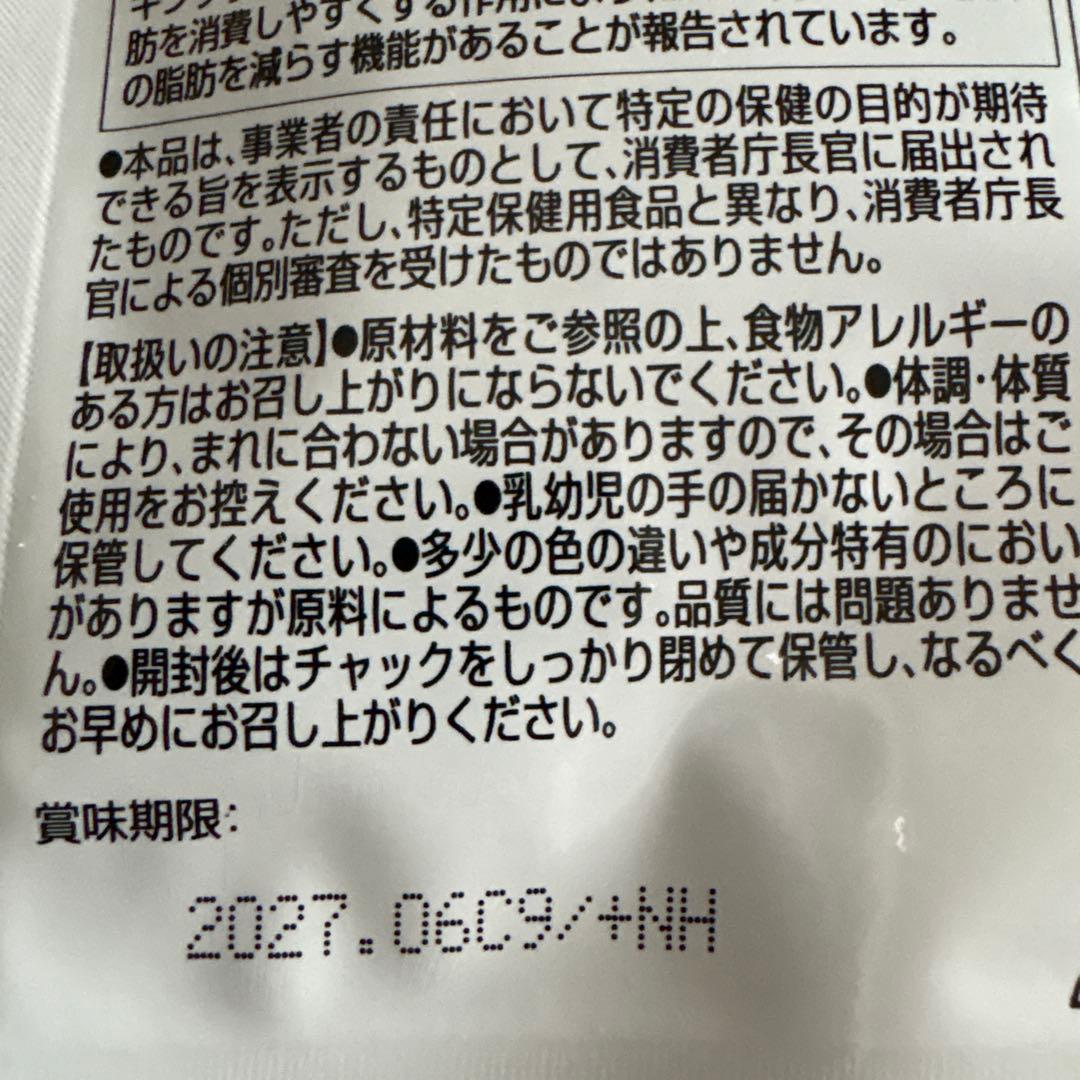 肪を消費しやすくする作用により
の脂肪を減らす機能があることが報告されています。
●本品は、事業者の責任において特定の保健の目的が期待
できる旨を表示するものとして、消費者庁長官に届出され
たものです。ただし、特定保健用食品と異なり、消費者庁長
官による個別審査を受けたものではありません。
【取扱いの注意】●原材料をご参照の上、食物アレルギーの
ある方はお召し上がりにならないでください。●体調・体質
により、まれに合わない場合がありますので、その場合はご
使用をお控えください。●乳幼児の手の届かないところに
保管してください。●多少の色の違いや成分特有のにおい
がありますが原料によるものです。品質には問題ありませ
ん。●開封後はチャックをしっかり閉めて保管し、なるべく
お早めにお召し上がりください。
賞味期限:
2027.06C9/+NH